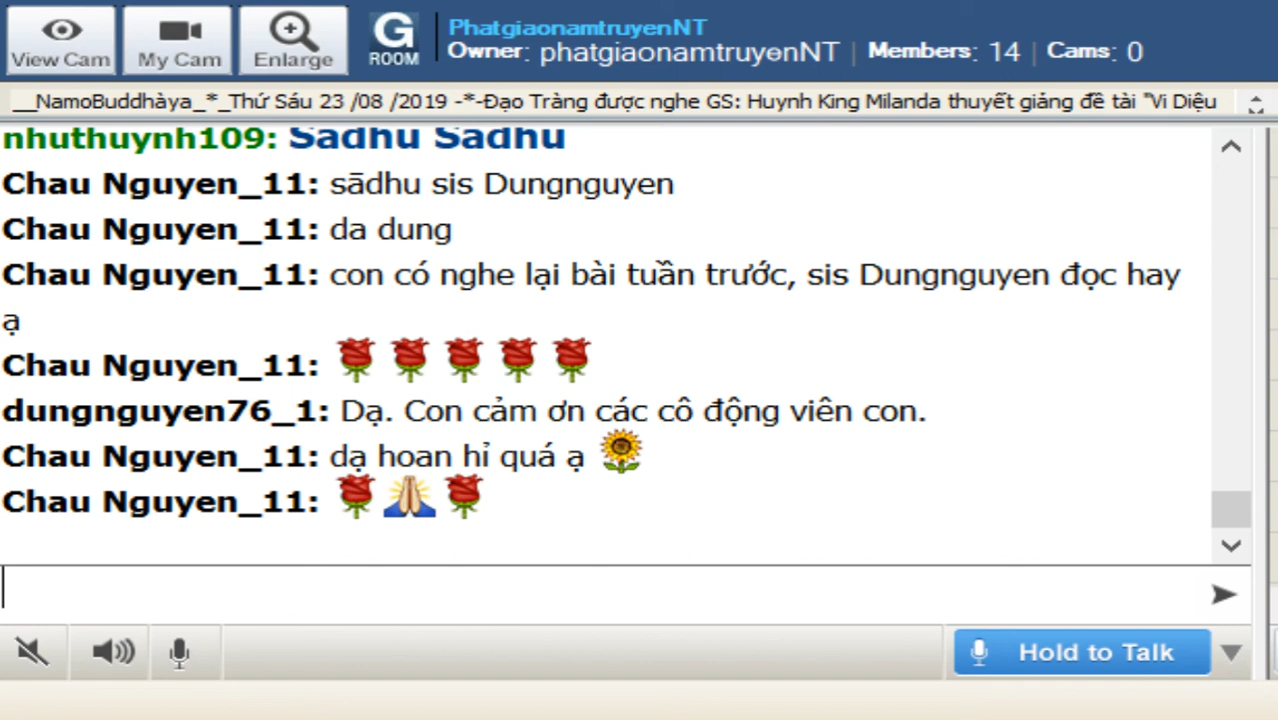 PhatgiaonamtruyenNT
View Cam My Cam Enlarge G ROOM Owner: phatgiaonamtruyenNT | Members: 14 | Cams: 0
__NamoBuddhàya_*_Thứ Sáu 23 /08 /2019 -*-Đạo Tràng được nghe GS: Huynh King Milanda thuyết giảng đề tài "Vi Diệu
nhuthuynh109: Sadhu Sadhu
Chau Nguyen_11: sādhu sis Dungnguyen
Chau Nguyen_11: da dung
Chau Nguyen_11: con có nghe lại bài tuần trước, sis Dungnguyen đọc hay
ạ
Chau Nguyen_11: 🌹🌹🌹🌹🌹
dungnguyen76_1: Dạ. Con cảm ơn các cô động viên con.
Chau Nguyen_11: dạ hoan hỉ quá ạ 🌻
Chau Nguyen_11: 🌹🙏🌹
Hold to Talk